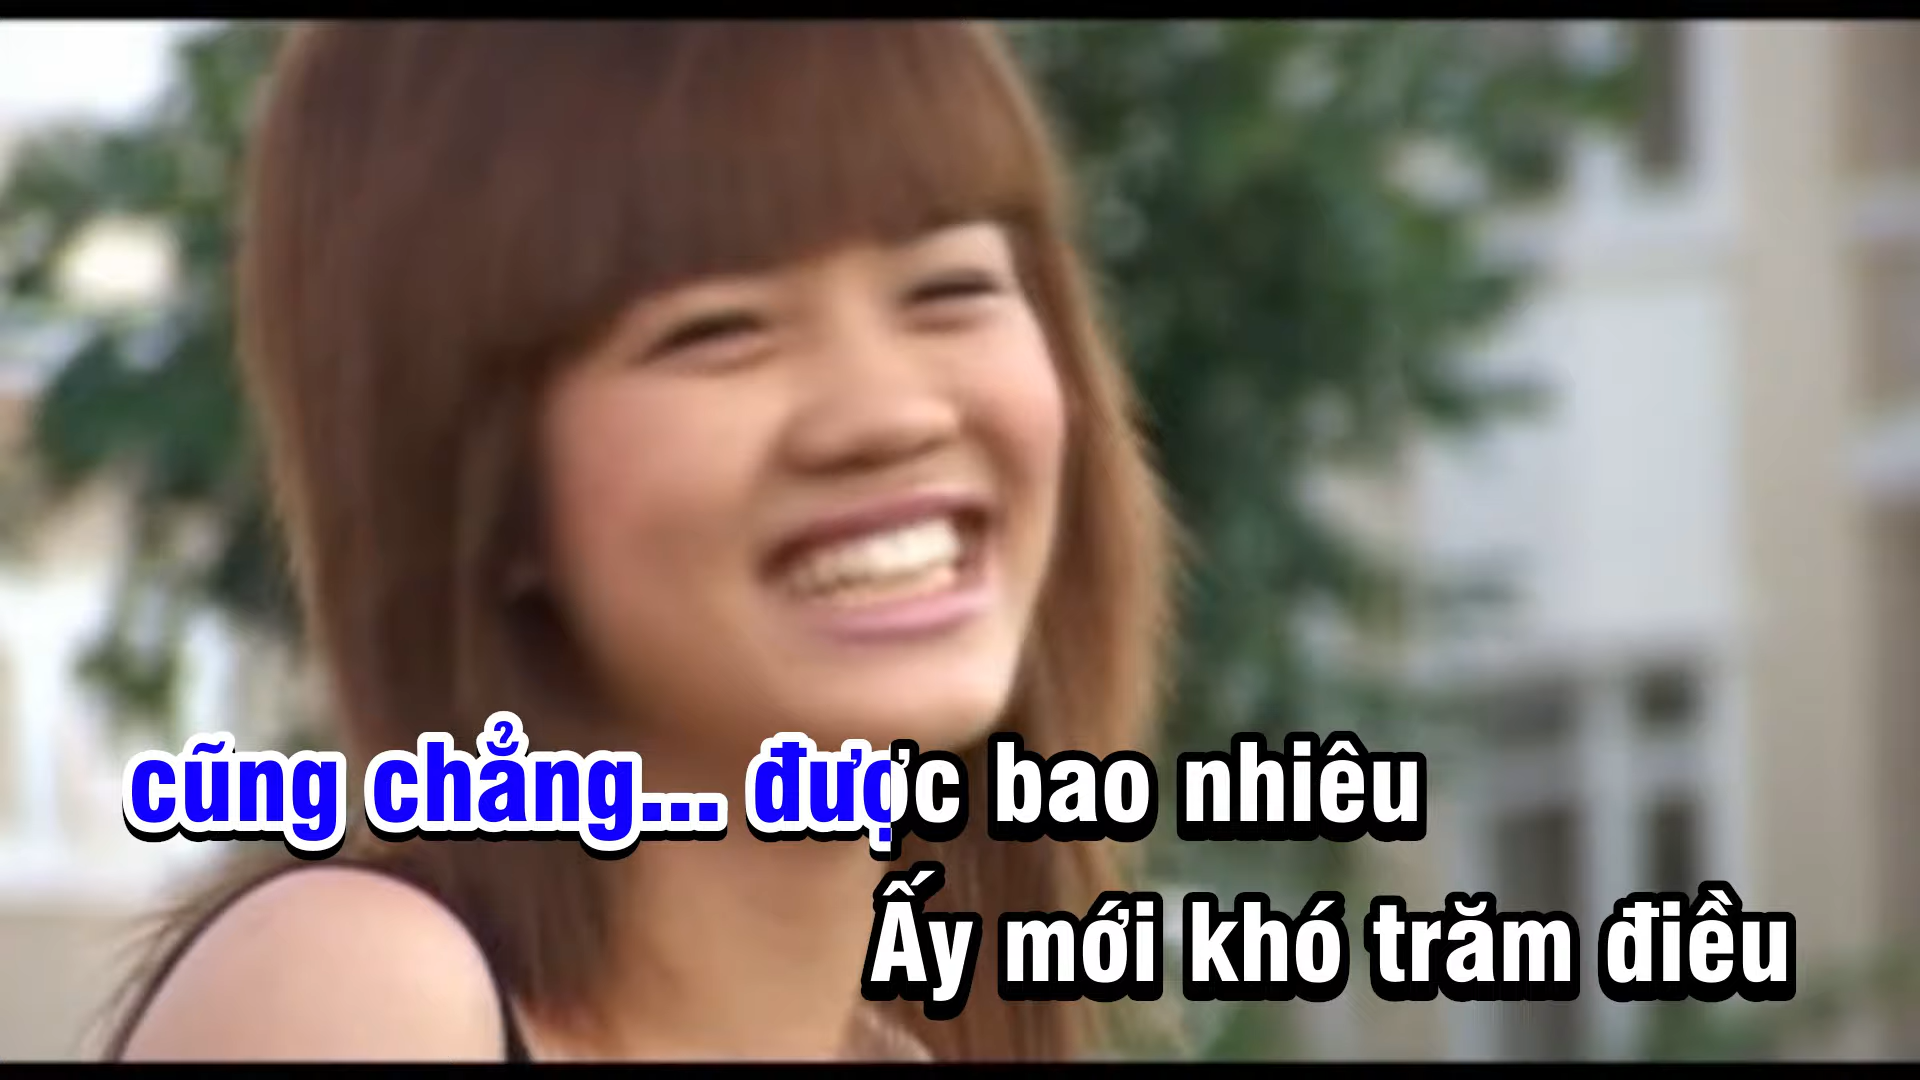 cũng chẳng... được bao nhiêu
Ấy mới khó trăm điều